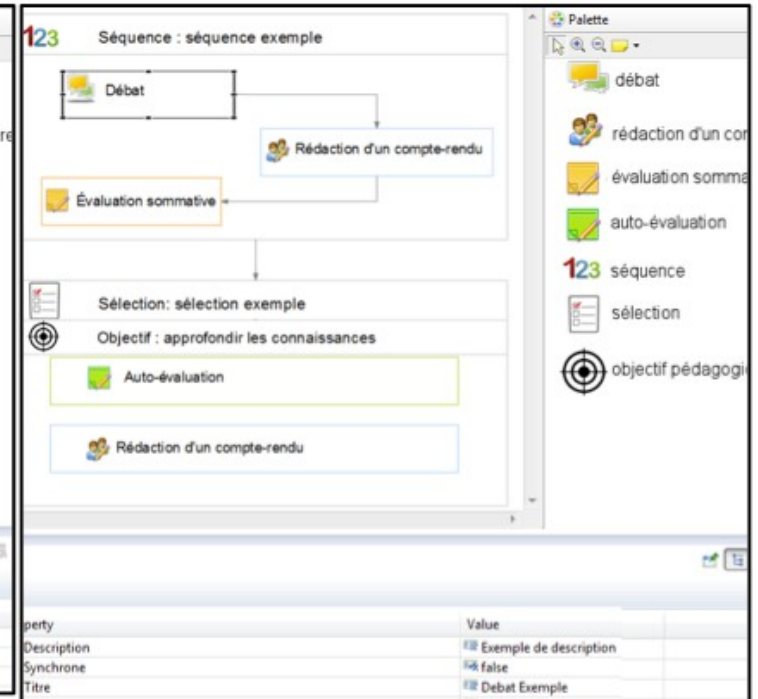 123 Séquence : séquence exemple
Débat
Rédaction d'un compte-rendu
Évaluation sommative
Sélection: sélection exemple
Objectif : approfondir les connaissances
Auto-évaluation
Rédaction d'un compte-rendu
Palette
débat
rédaction d'un cor
évaluation somma
auto-évaluation
123 séquence
sélection
objectif pédagogi
re
perty Value
Description Exemple de description
Synchrone false
Titre Debat Exemple